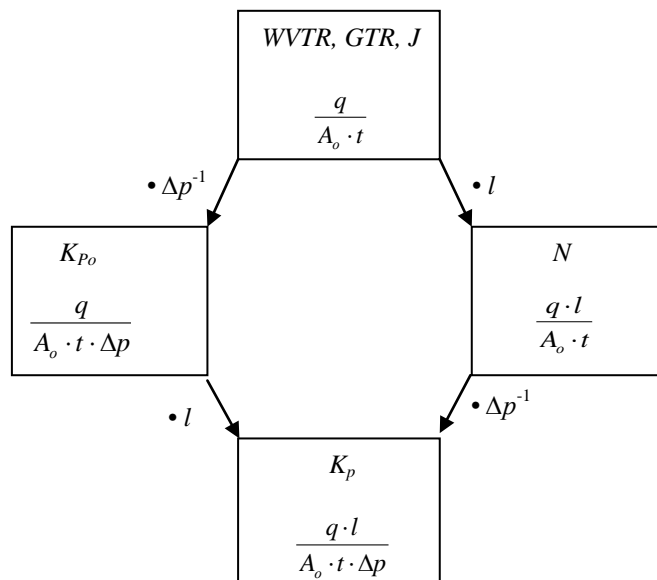 WVTR, GTR, J
q
A_o · t
• Δp^-1
• l
K_Po
q
A_o · t · Δp
N
q · l
A_o · t
• l
• Δp^-1
K_p
q · l
A_o · t · Δp